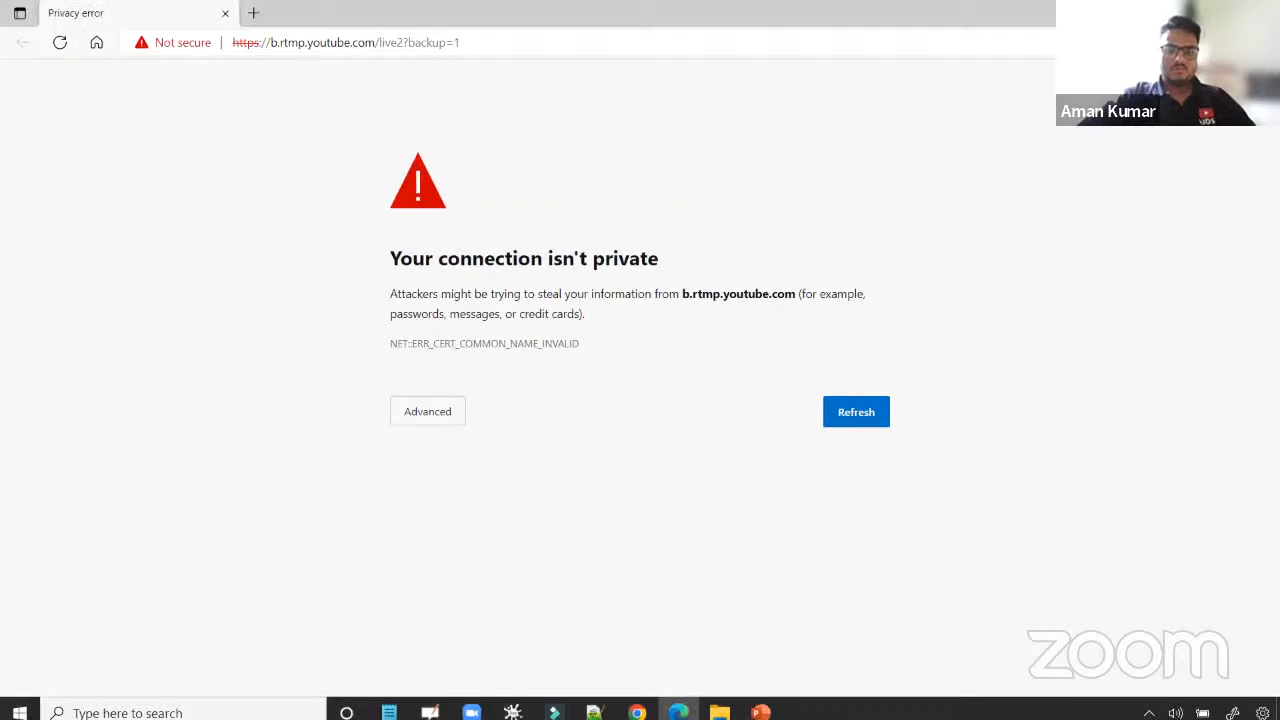 Privacy error
Not secure | https://b.rtmp.youtube.com/live2?backup=1
Aman Kumar
Your connection isn't private
Attackers might be trying to steal your information from b.rtmp.youtube.com (for example,
passwords, messages, or credit cards).
NET::ERR_CERT_COMMON_NAME_INVALID
Advanced
Refresh
zoom
Type here to search